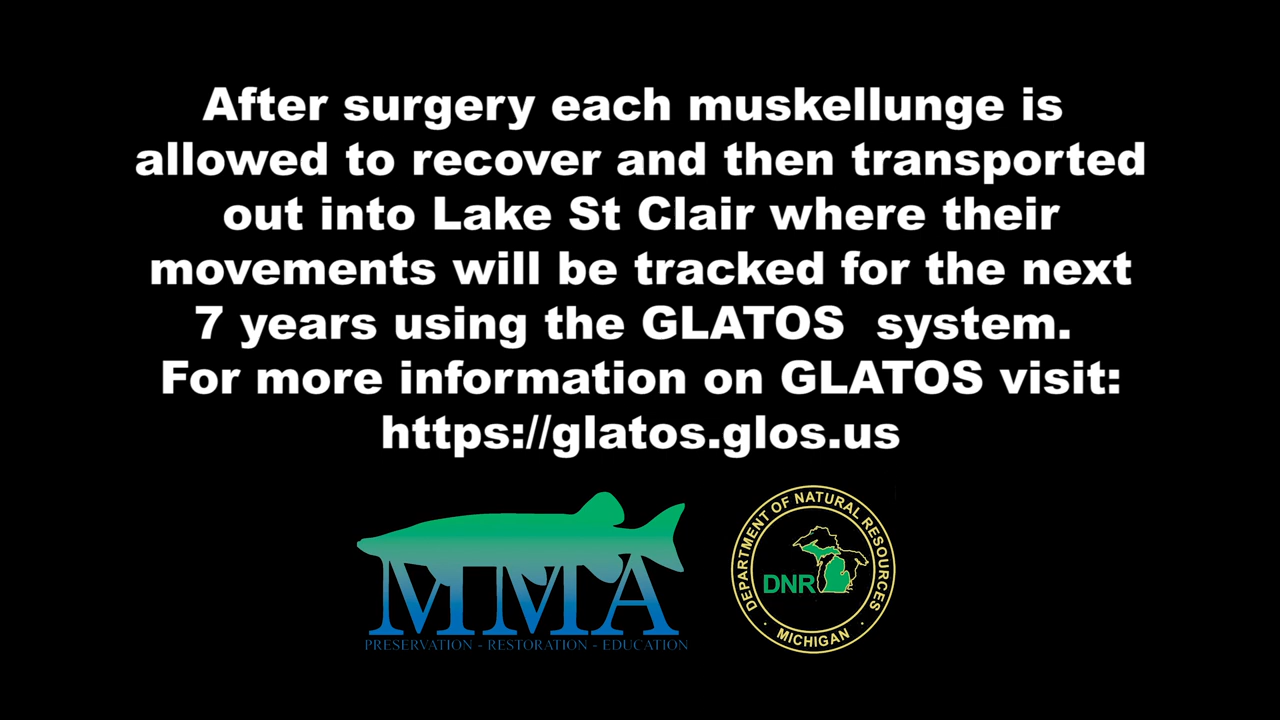 After surgery each muskellunge is
allowed to recover and then transported
out into Lake St Clair where their
movements will be tracked for the next
7 years using the GLATOS  system.
For more information on GLATOS visit:
https://glatos.glos.us
MMA
PRESERVATION - RESTORATION - EDUCATION
DEPARTMENT OF NATURAL RESOURCES
DNR
· MICHIGAN ·